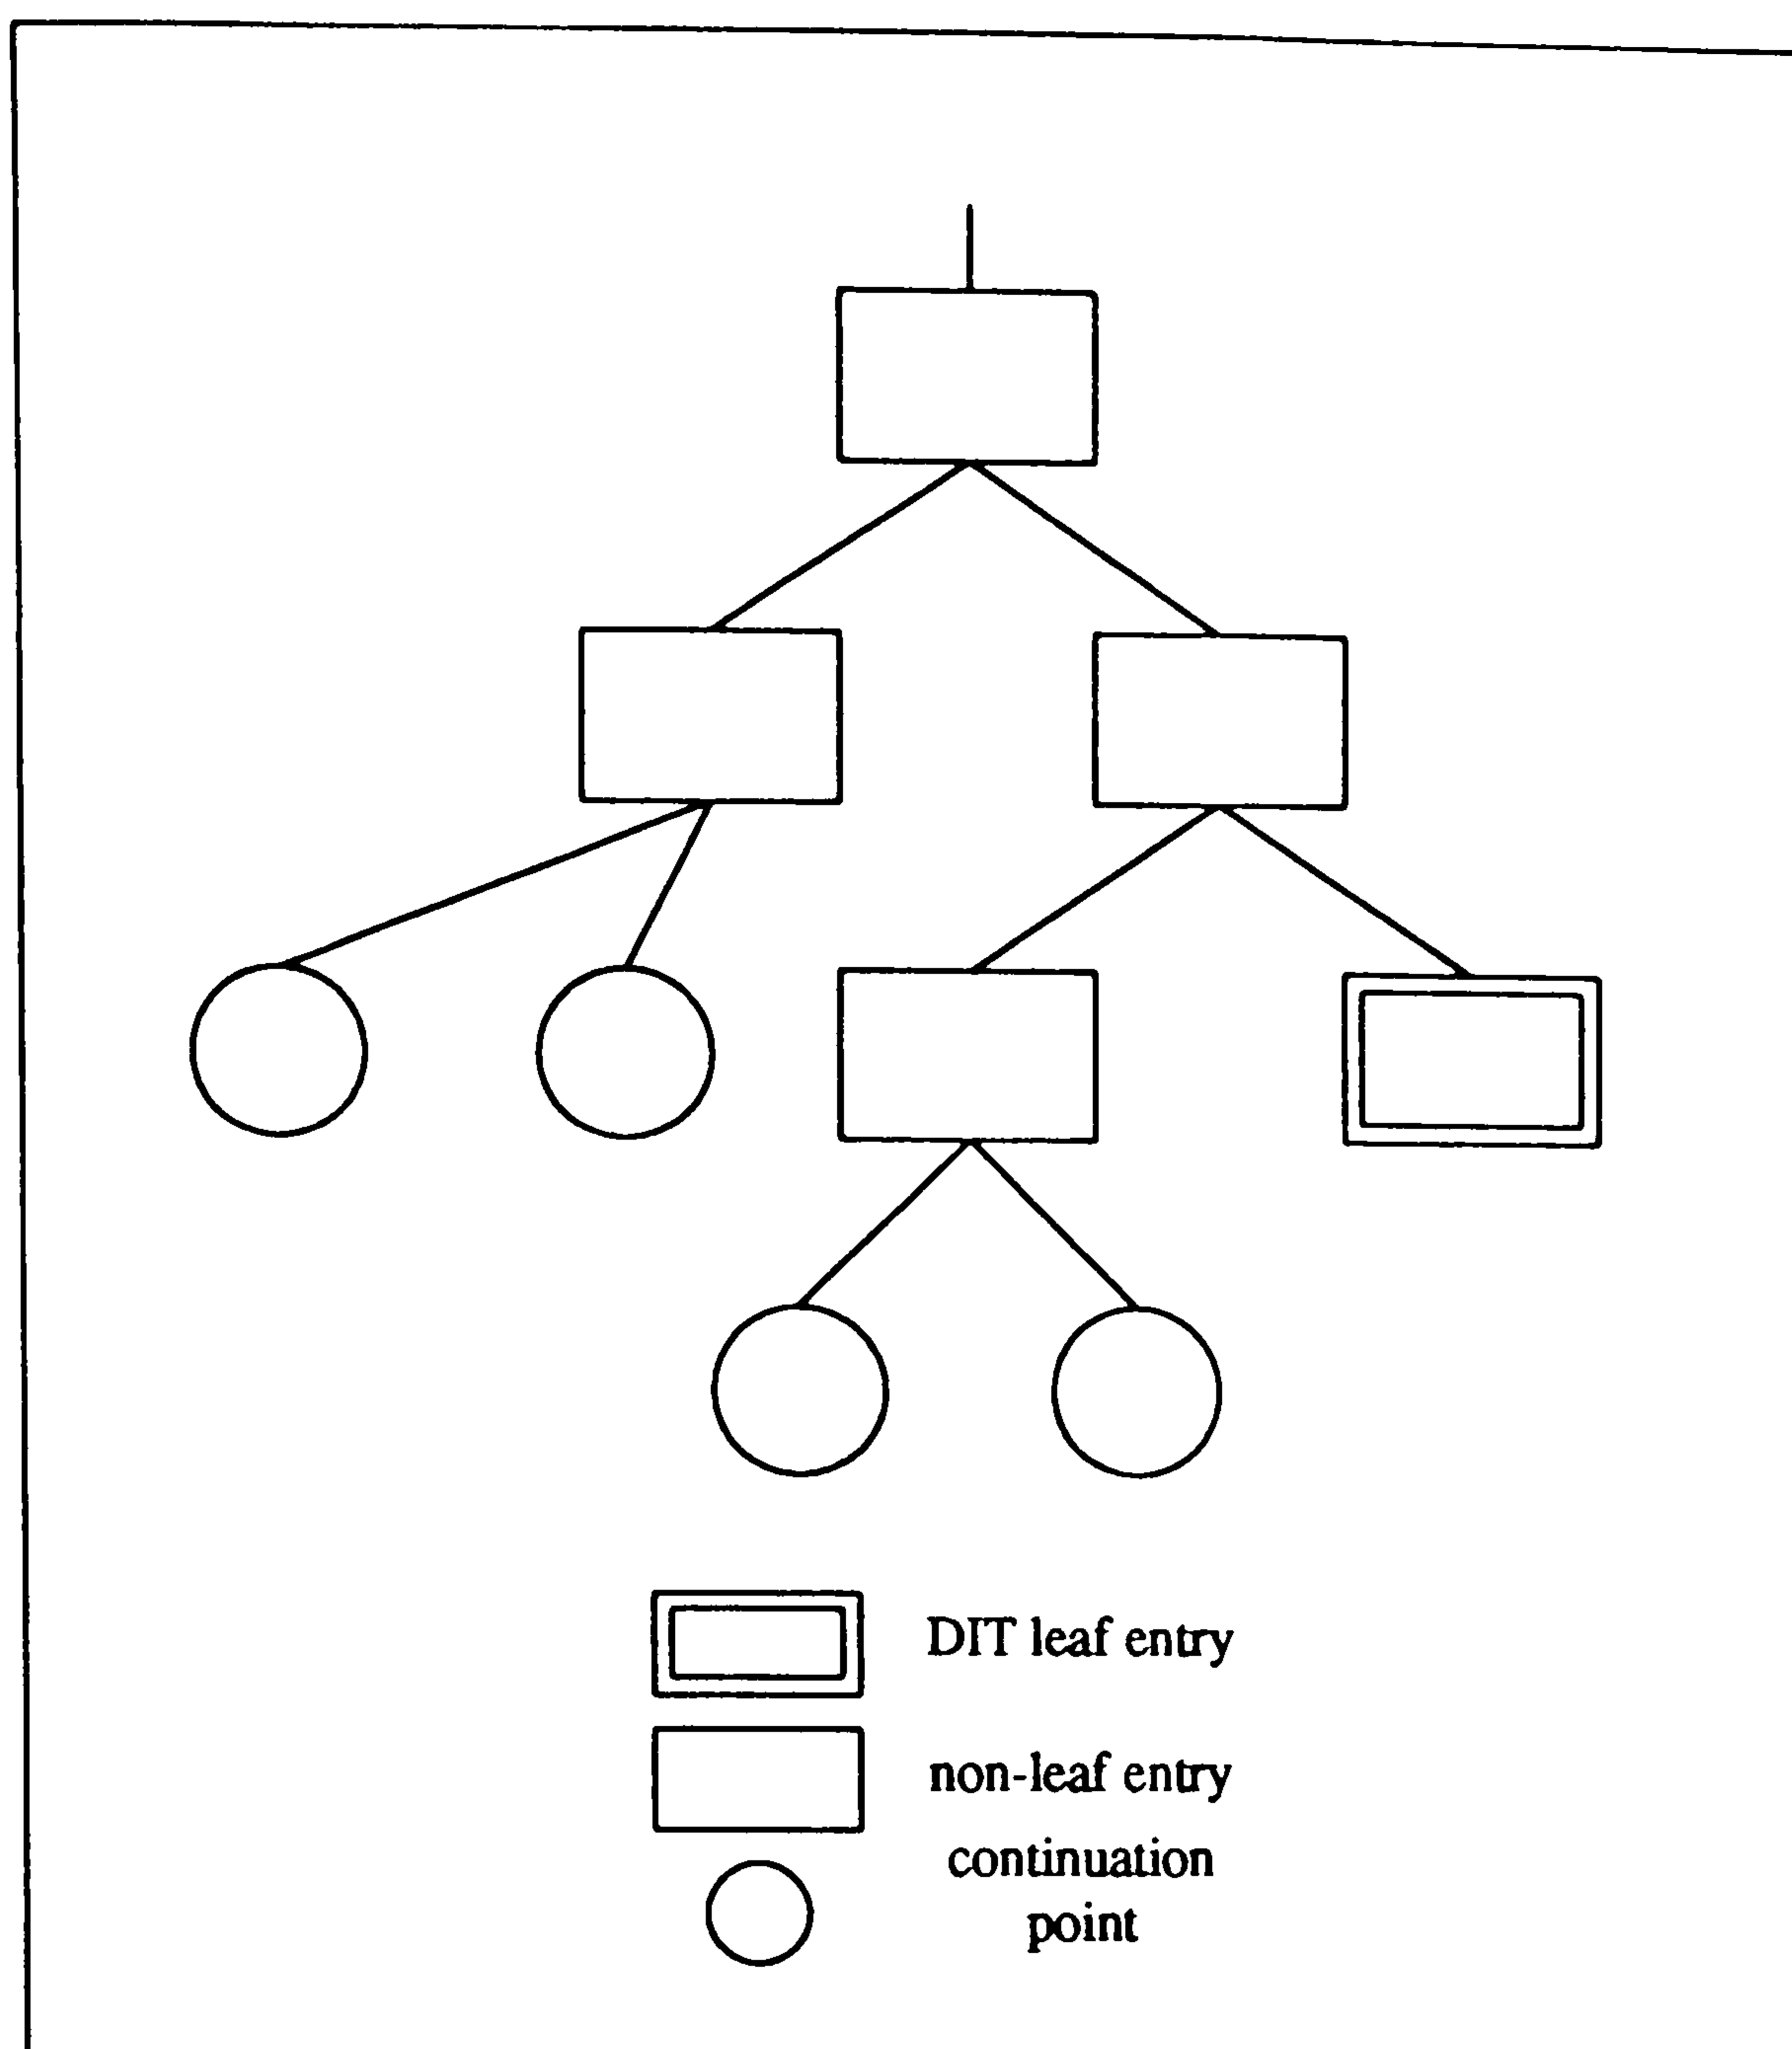 DIT leaf entry
non-leaf entry
continuation
point